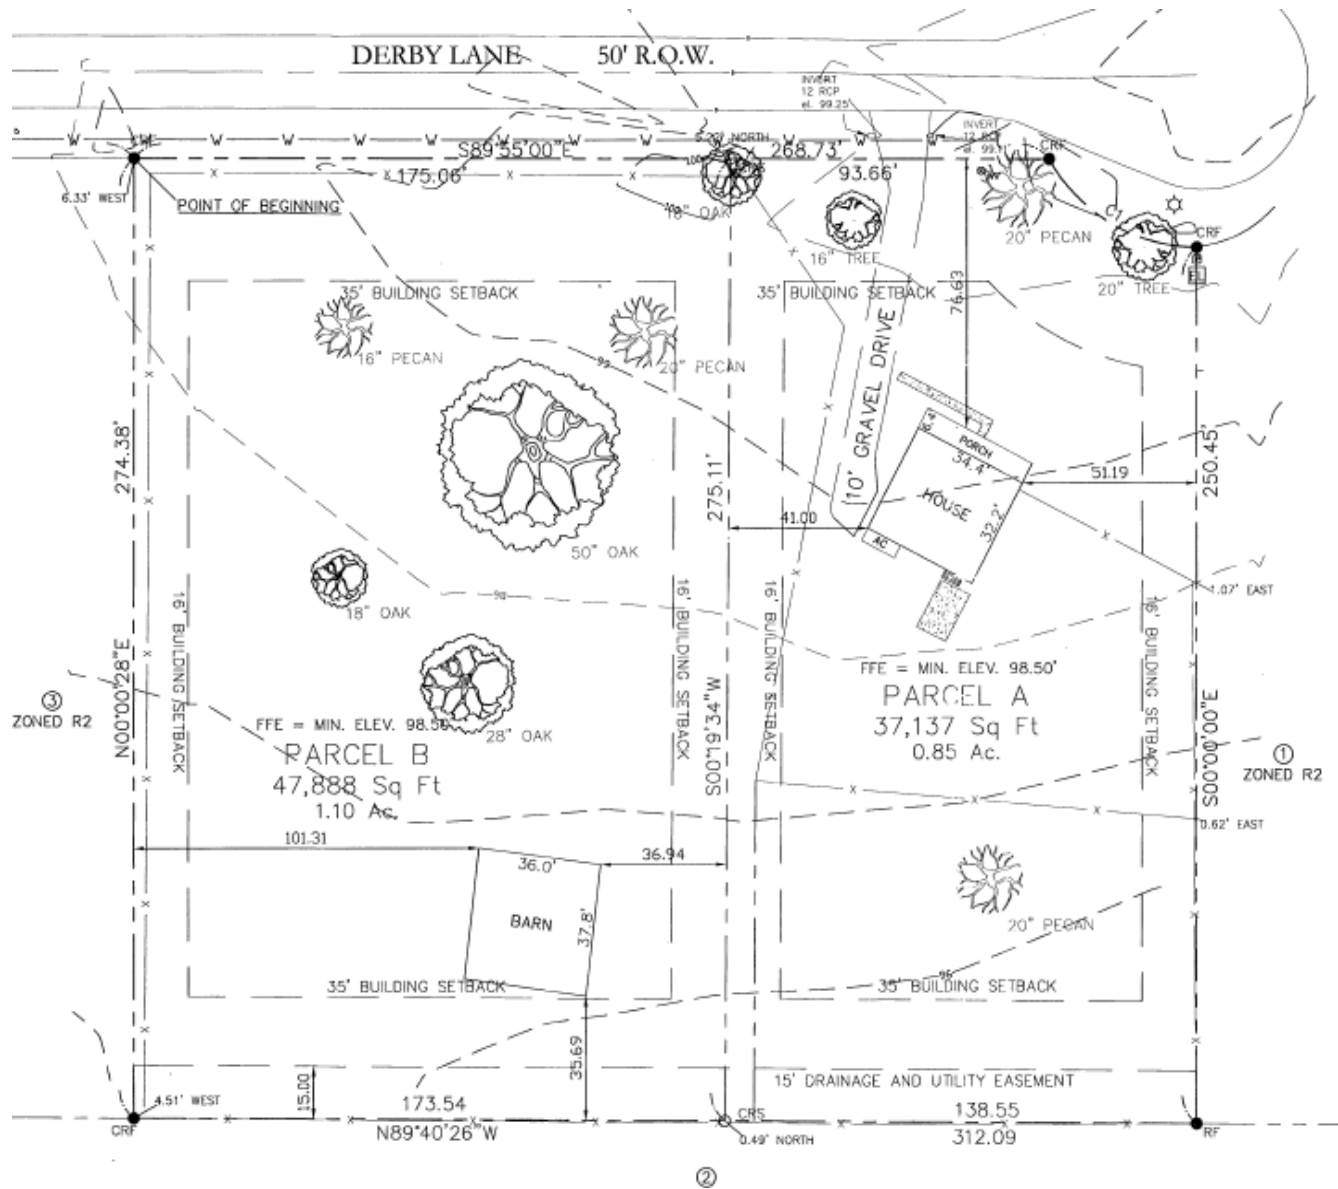 DERBY LANE 50' R.O.W.
INVERT
12 RCP
el. 99.25'
INVERT
12 RCP
W W W W W W W W W W W W
S89°55'00"E
268.73'
175.06'
93.66'
CRF
CRF
6.33' WEST
POINT OF BEGINNING
100
18" OAK
16" TREE
20" PECAN
C1
CRF
20" TREE
35' BUILDING SETBACK
35' BUILDING SETBACK
76.63
16" PECAN
20" PECAN
10' GRAVEL DRIVE
274.38'
275.11'
250.45'
PORCH
34.4'
HOUSE
32.2'
51.19
41.00
AC
50" OAK
18" OAK
1.07' EAST
16' BUILDING SETBACK
16' BUILDING SETBACK
16' BUILDING SETBACK
16' BUILDING SETBACK
N00°00'28"E
S00°19'34"W
S00°00'00"E
FFE = MIN. ELEV. 98.50'
PARCEL A
37,137 Sq Ft
0.85 Ac.
3
ZONED R2
FFE = MIN. ELEV. 98.50
28" OAK
PARCEL B
47,888 Sq Ft
1.10 Ac.
1
ZONED R2
0.62' EAST
101.31
36.94
36.0'
BARN
37.8'
20" PECAN
96
35' BUILDING SETBACK
35' BUILDING SETBACK
35.69
15.00
15' DRAINAGE AND UTILITY EASEMENT
4.51' WEST
CRF
173.54
N89°40'26"W
CRS
0.49' NORTH
138.55
312.09
RF
2